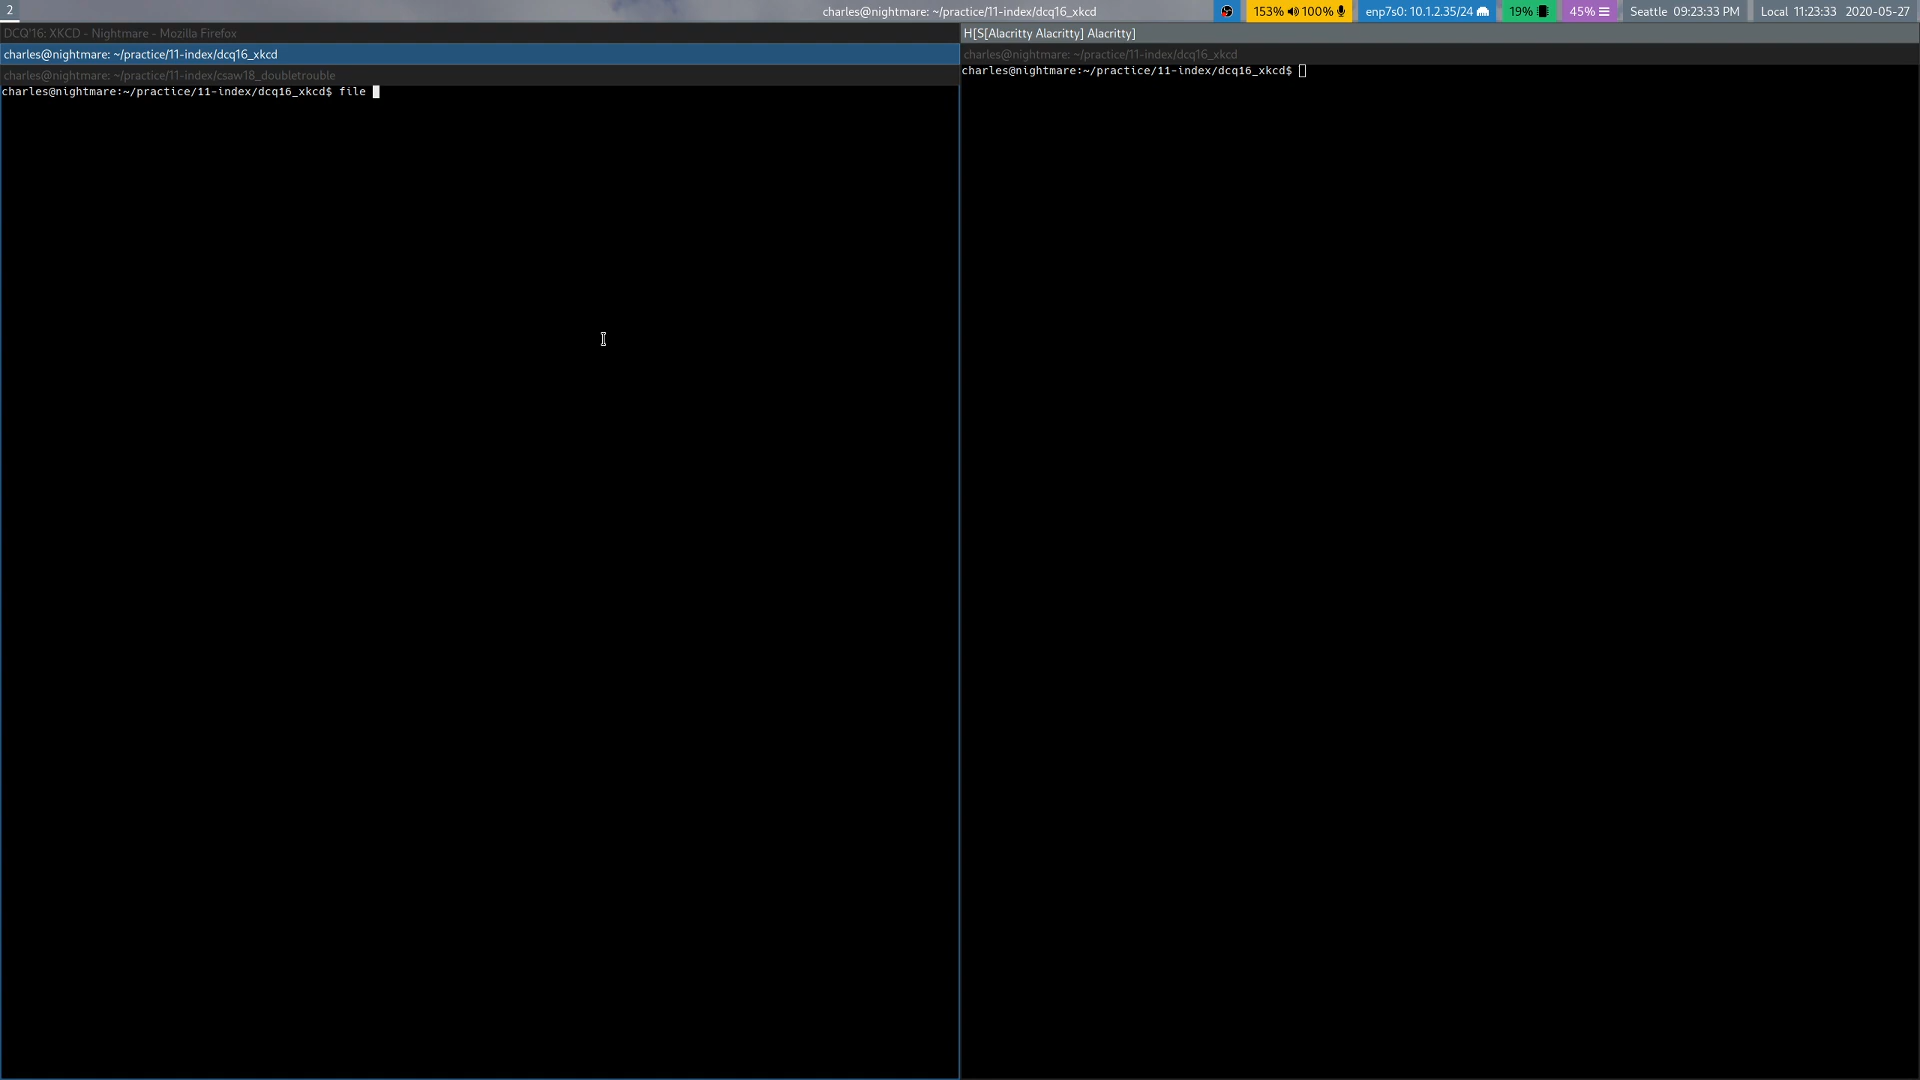 2
charles@nightmare: ~/practice/11-index/dcq16_xkcd
153% 100%
enp7s0: 10.1.2.35/24
19%
45%
Seattle 09:23:33 PM
Local 11:23:33 2020-05-27
DCQ'16: XKCD - Nightmare - Mozilla Firefox
charles@nightmare: ~/practice/11-index/dcq16_xkcd
charles@nightmare: ~/practice/11-index/csaw18_doubletrouble
charles@nightmare:~/practice/11-index/dcq16_xkcd$ file
H[S[Alacritty Alacritty] Alacritty]
charles@nightmare: ~/practice/11-index/dcq16_xkcd
charles@nightmare:~/practice/11-index/dcq16_xkcd$